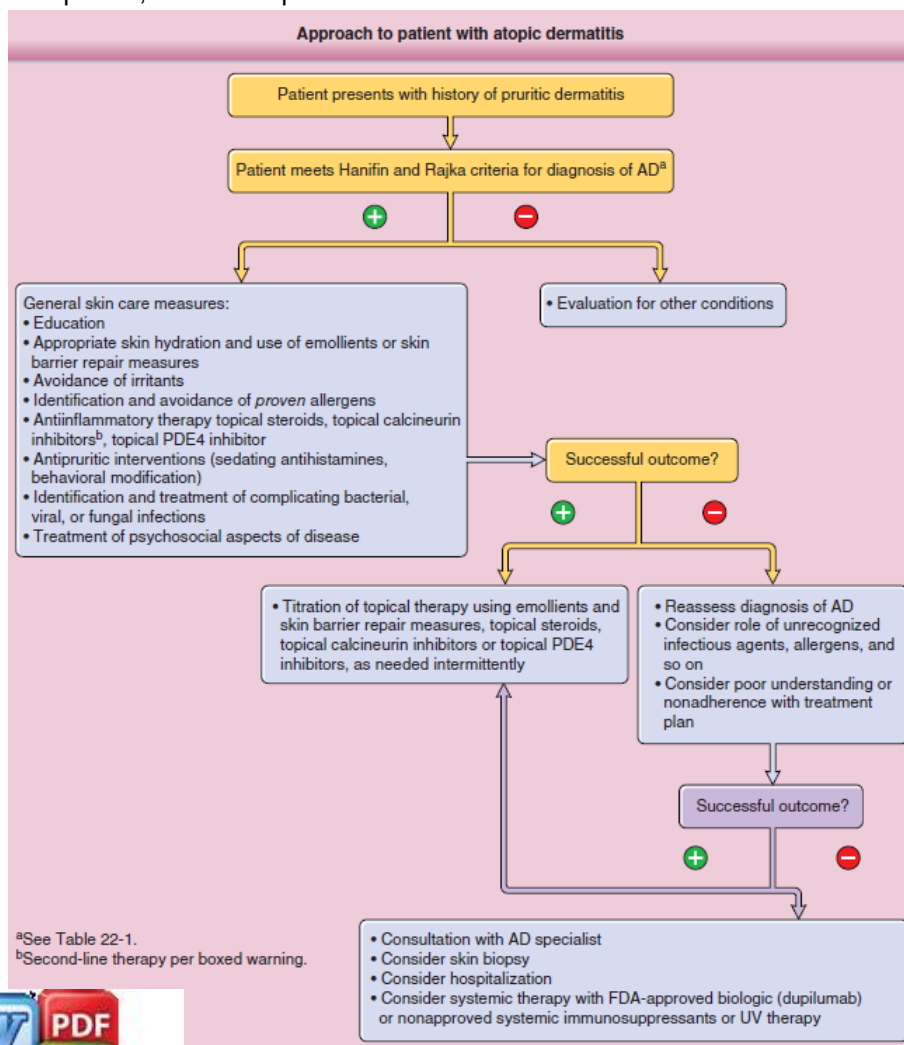 Approach to patient with atopic dermatitis
Patient presents with history of pruritic dermatitis
Patient meets Hanifin and Rajka criteria for diagnosis of ADa
General skin care measures:
• Education
• Appropriate skin hydration and use of emollients or skin
barrier repair measures
• Avoidance of irritants
• Identification and avoidance of proven allergens
• Antiinflammatory therapy topical steroids, topical calcineurin
inhibitorsb, topical PDE4 inhibitor
• Antipruritic interventions (sedating antihistamines,
behavioral modification)
• Identification and treatment of complicating bacterial,
viral, or fungal infections
• Treatment of psychosocial aspects of disease
• Evaluation for other conditions
Successful outcome?
• Titration of topical therapy using emollients and
skin barrier repair measures, topical steroids,
topical calcineurin inhibitors or topical PDE4
inhibitors, as needed intermittently
• Reassess diagnosis of AD
• Consider role of unrecognized
infectious agents, allergens, and
so on
• Consider poor understanding or
nonadherence with treatment
plan
Successful outcome?
• Consultation with AD specialist
• Consider skin biopsy
• Consider hospitalization
• Consider systemic therapy with FDA-approved biologic (dupilumab)
or nonapproved systemic immunosuppressants or UV therapy
aSee Table 22-1.
bSecond-line therapy per boxed warning.
PDF